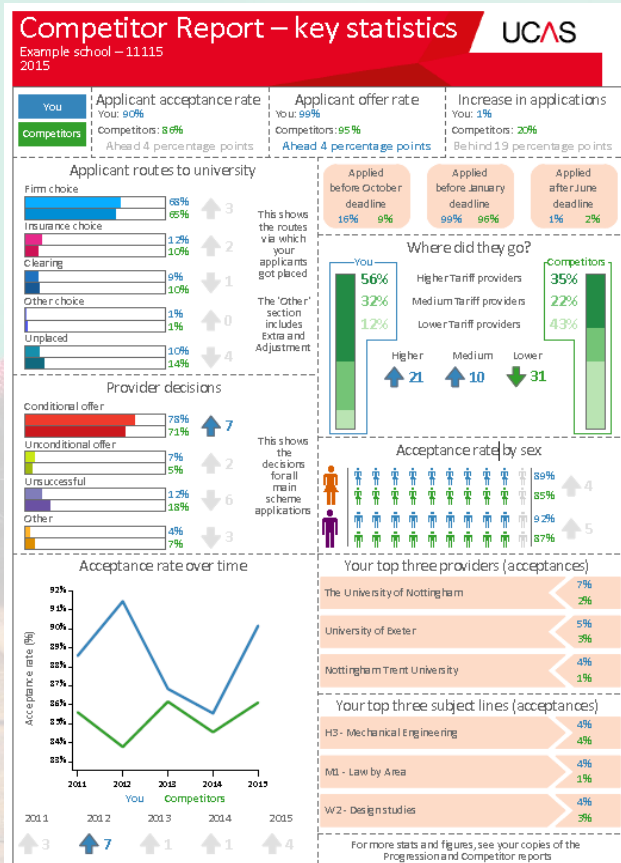 Competitor Report – key statistics
UCAS
Example school – 11115
2015
You
Competitors
Applicant acceptance rate
You: 90%
Competitors: 86%
Ahead 4 percentage points
Applicant offer rate
You: 99%
Competitors: 95%
Ahead 4 percentage points
Increase in applications
You: 1%
Competitors: 20%
Behind 19 percentage points
Applicant routes to university
Firm choice
68%
65%
3
Insurance choice
12%
10%
2
Clearing
9%
10%
1
Other choice
1%
1%
0
Unplaced
10%
14%
4
This shows
the routes
via which
your
applicants
got placed
The 'Other'
section
includes
Extra and
Adjustment
Applied
before October
deadline
16% 9%
Applied
before January
deadline
99% 96%
Applied
after June
deadline
1% 2%
Where did they go?
You
Competitors
56% Higher Tariff providers 35%
32% Medium Tariff providers 22%
12% Lower Tariff providers 43%
Higher Medium Lower
21 10 31
Provider decisions
Conditional offer
78%
71%
7
Unconditional offer
7%
5%
2
Unsuccessful
12%
18%
6
Other
4%
7%
3
This shows
the
decisions
for all
main
scheme
applications
Acceptance rate by sex
89%
85%
4
92%
87%
5
Acceptance rate over time
Acceptance rate (%)
92%
91%
90%
89%
88%
87%
86%
85%
84%
83%
2011 2012 2013 2014 2015
You Competitors
2011 2012 2013 2014 2015
3 7 1 1 4
Your top three providers (acceptances)
The University of Nottingham
7%
2%
University of Exeter
5%
3%
Nottingham Trent University
4%
1%
Your top three subject lines (acceptances)
H3 - Mechanical Engineering
4%
4%
M1 - Law by Area
4%
1%
W2 - Design studies
4%
3%
For more stats and figures, see your copies of the
Progression and Competitor reports